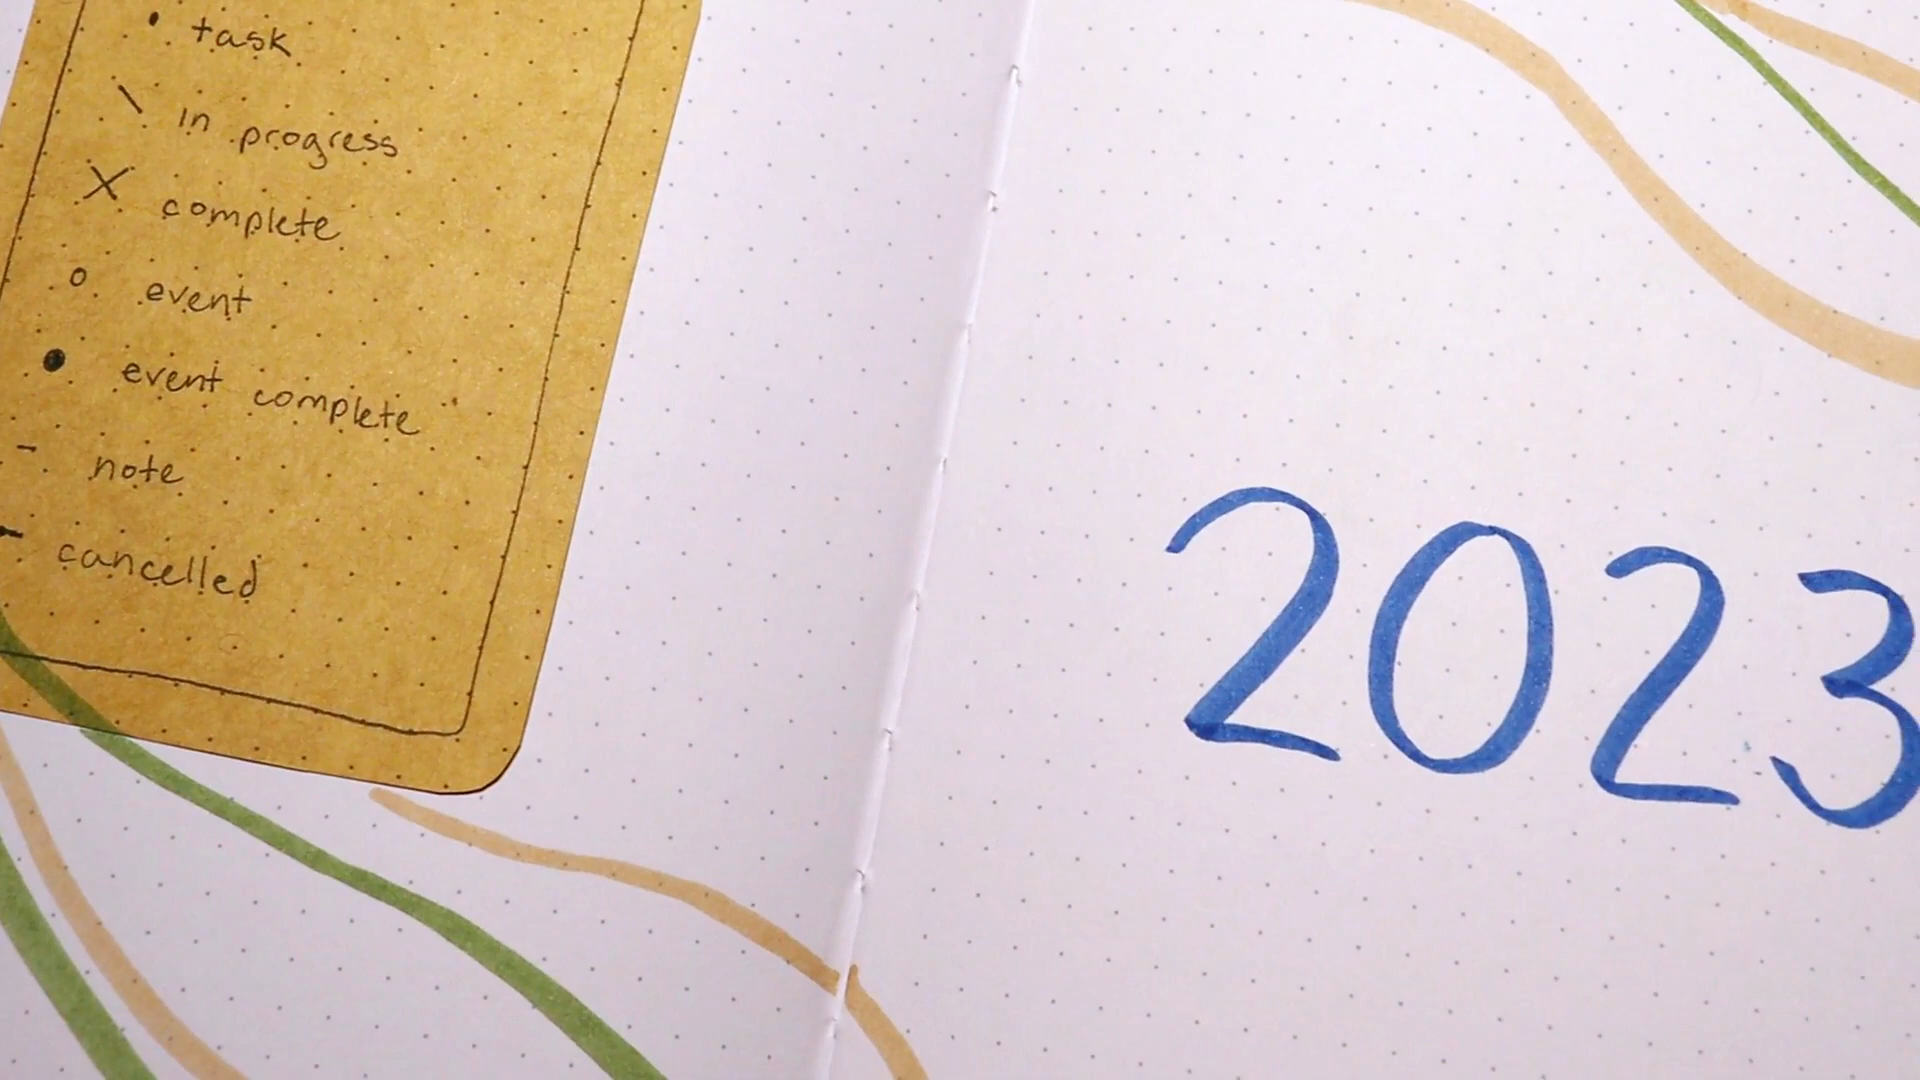 • task
\ in progress
X complete
o event
● event complete
- note
cancelled
2023